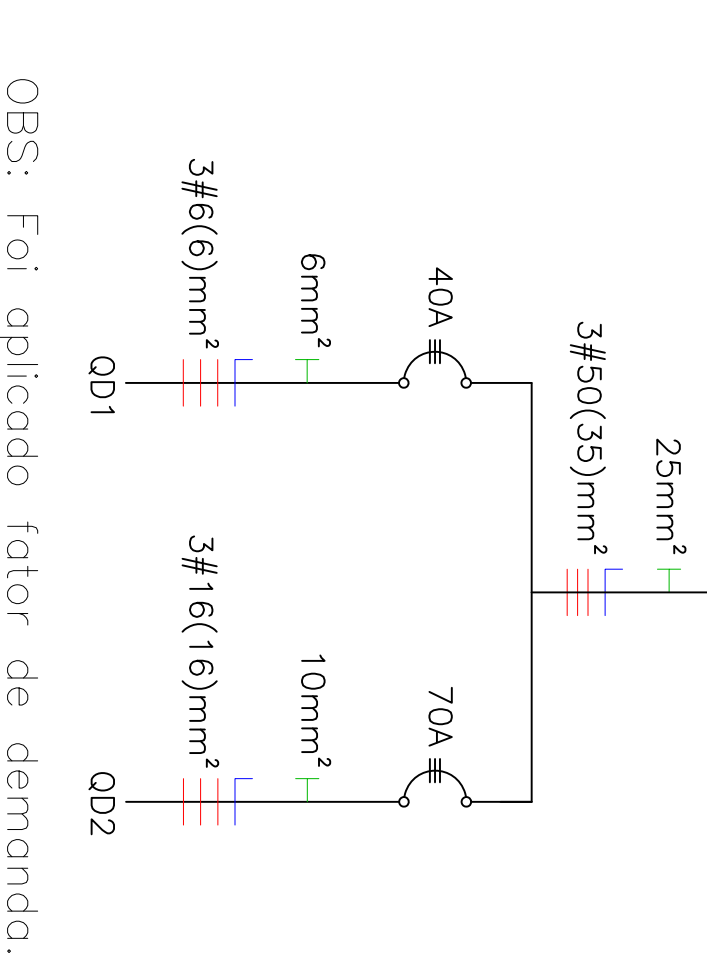 25mm²
3#50(35)mm²
40A
70A
6mm²
10mm²
3#6(6)mm²
3#16(16)mm²
QD1
QD2
OBS: Foi aplicado fator de demanda.